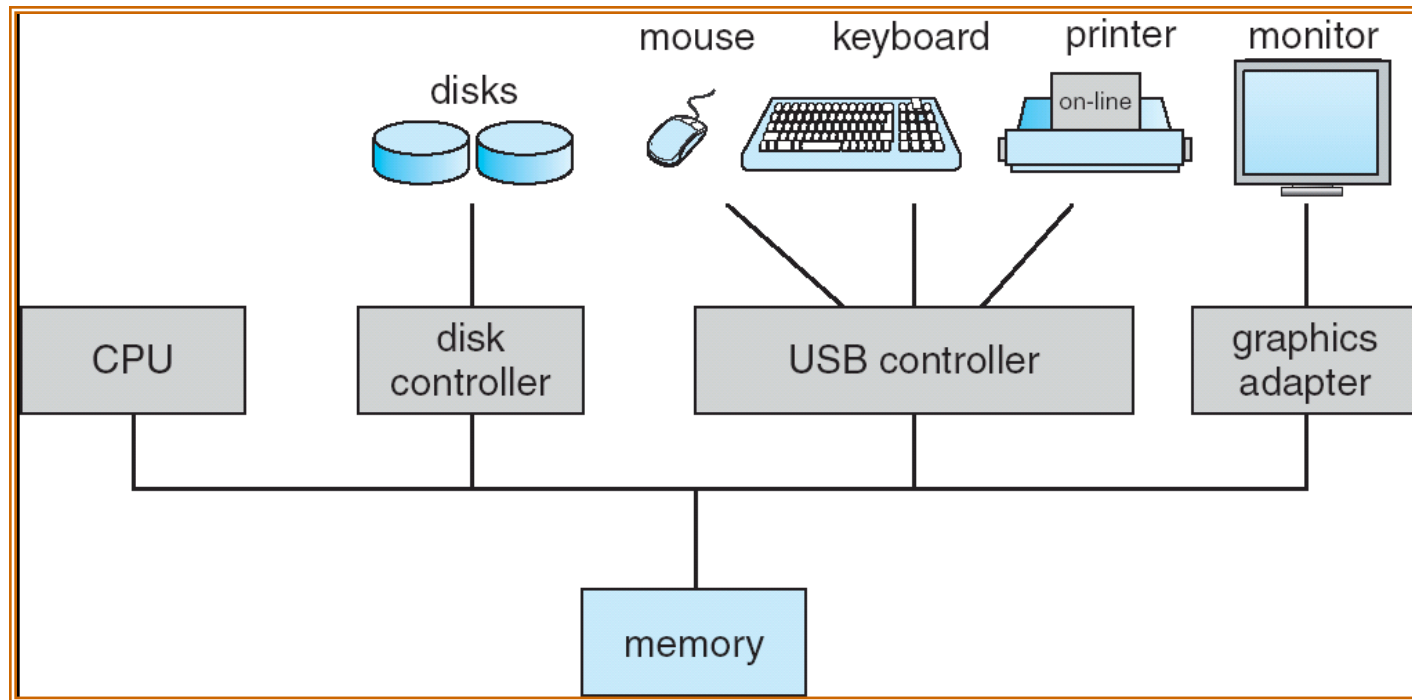 mouse
keyboard
printer
monitor
disks
on-line
CPU
disk
controller
USB controller
graphics
adapter
memory